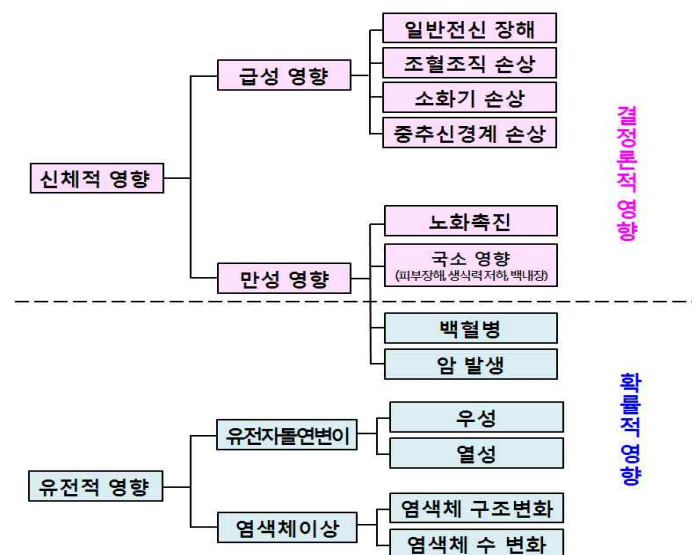 일반전신 장해
조혈조직 손상
급성 영향
소화기 손상
중추신경계 손상
결정론적 영향
신체적 영향
노화촉진
국소 영향
(피부장해, 생식력 저하, 백내장)
만성 영향
백혈병
암 발생
확률적 영향
우성
유전자돌연변이
열성
유전적 영향
염색체 구조변화
염색체이상
염색체 수 변화